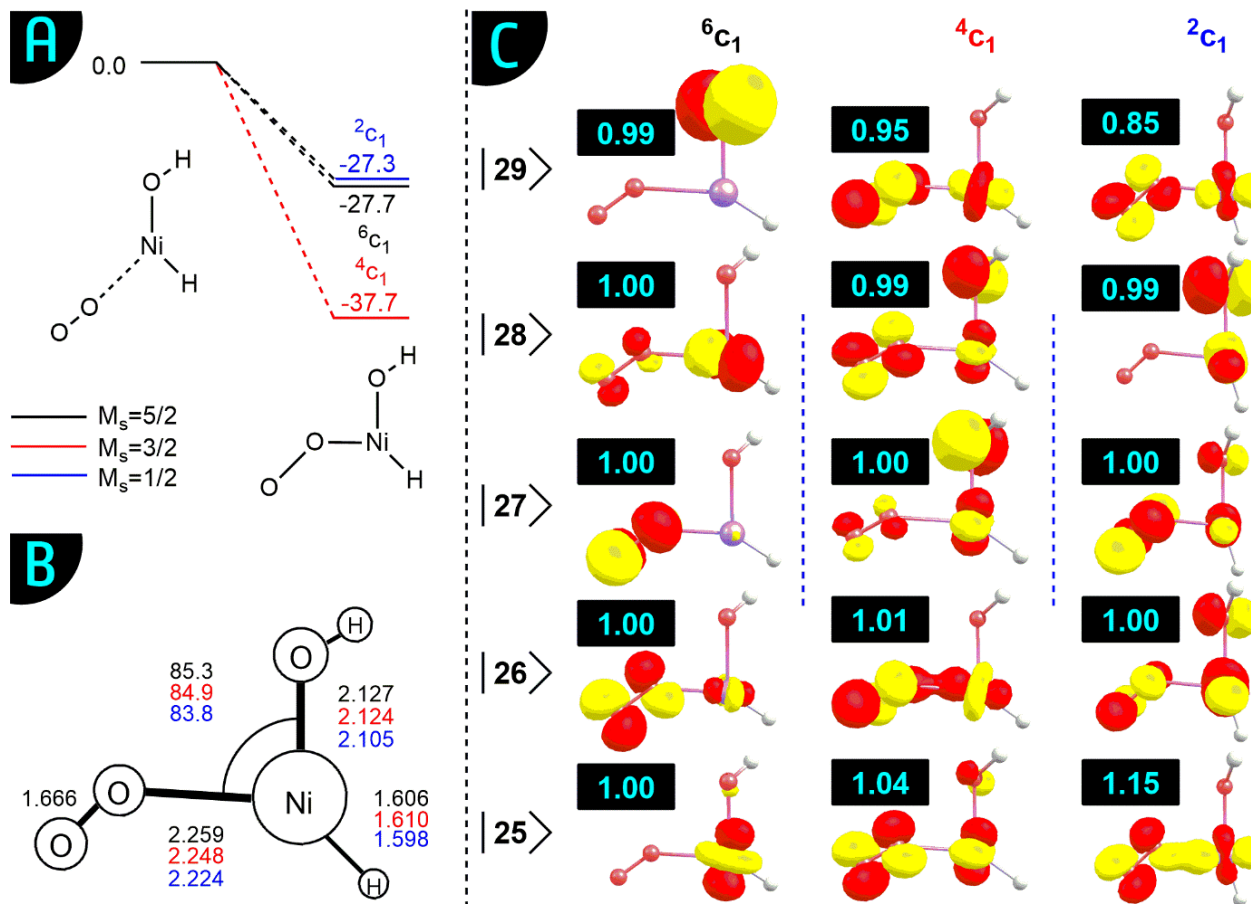 A
0.0
²C₁
-27.3
-27.7
⁶C₁
⁴C₁
-37.7
H
O
Ni
H
O
O
H
O
O
Ni
H
O
Mₛ=5/2
Mₛ=3/2
Mₛ=1/2
B
H
O
85.3
84.9
83.8
2.127
2.124
2.105
1.666
O
Ni
O
1.606
1.610
1.598
2.259
2.248
2.224
H
C
⁶C₁ ⁴C₁ ²C₁
|29> 0.99 0.95 0.85
|28> 1.00 0.99 0.99
|27> 1.00 1.00 1.00
|26> 1.00 1.01 1.00
|25> 1.00 1.04 1.15